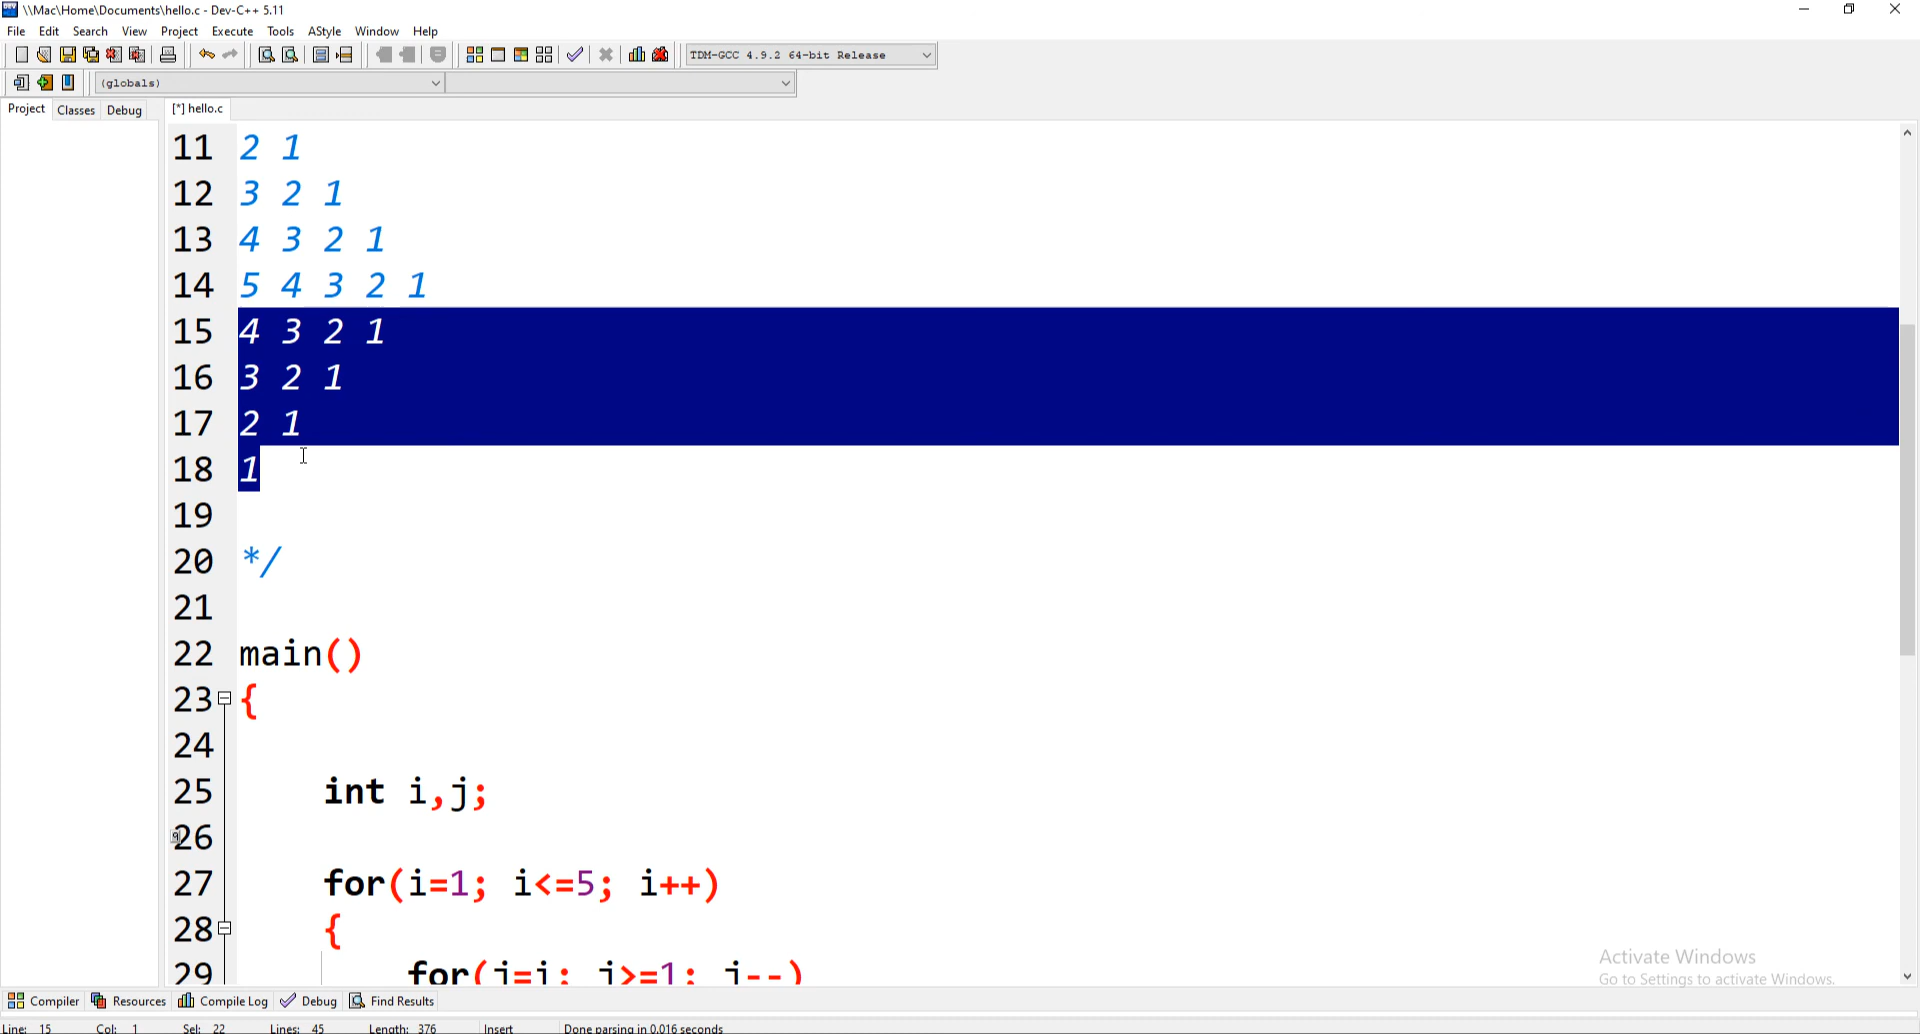 \\Mac\Home\Documents\hello.c - Dev-C++ 5.11
File Edit Search View Project Execute Tools AStyle Window Help
TDM-GCC 4.9.2 64-bit Release
(globals)
Project Classes Debug [*] hello.c
11 2 1
12 3 2 1
13 4 3 2 1
14 5 4 3 2 1
15 4 3 2 1
16 3 2 1
17 2 1
18 1
19
20 */
21
22 main()
23 {
24
25 int i,j;
26
27 for(i=1; i<=5; i++)
28 {
29 for(j=i; j>=1; j--)
Activate Windows
Go to Settings to activate Windows.
Compiler Resources Compile Log Debug Find Results
Line: 15 Col: 1 Sel: 22 Lines: 45 Length: 376 Insert Done parsing in 0.016 seconds